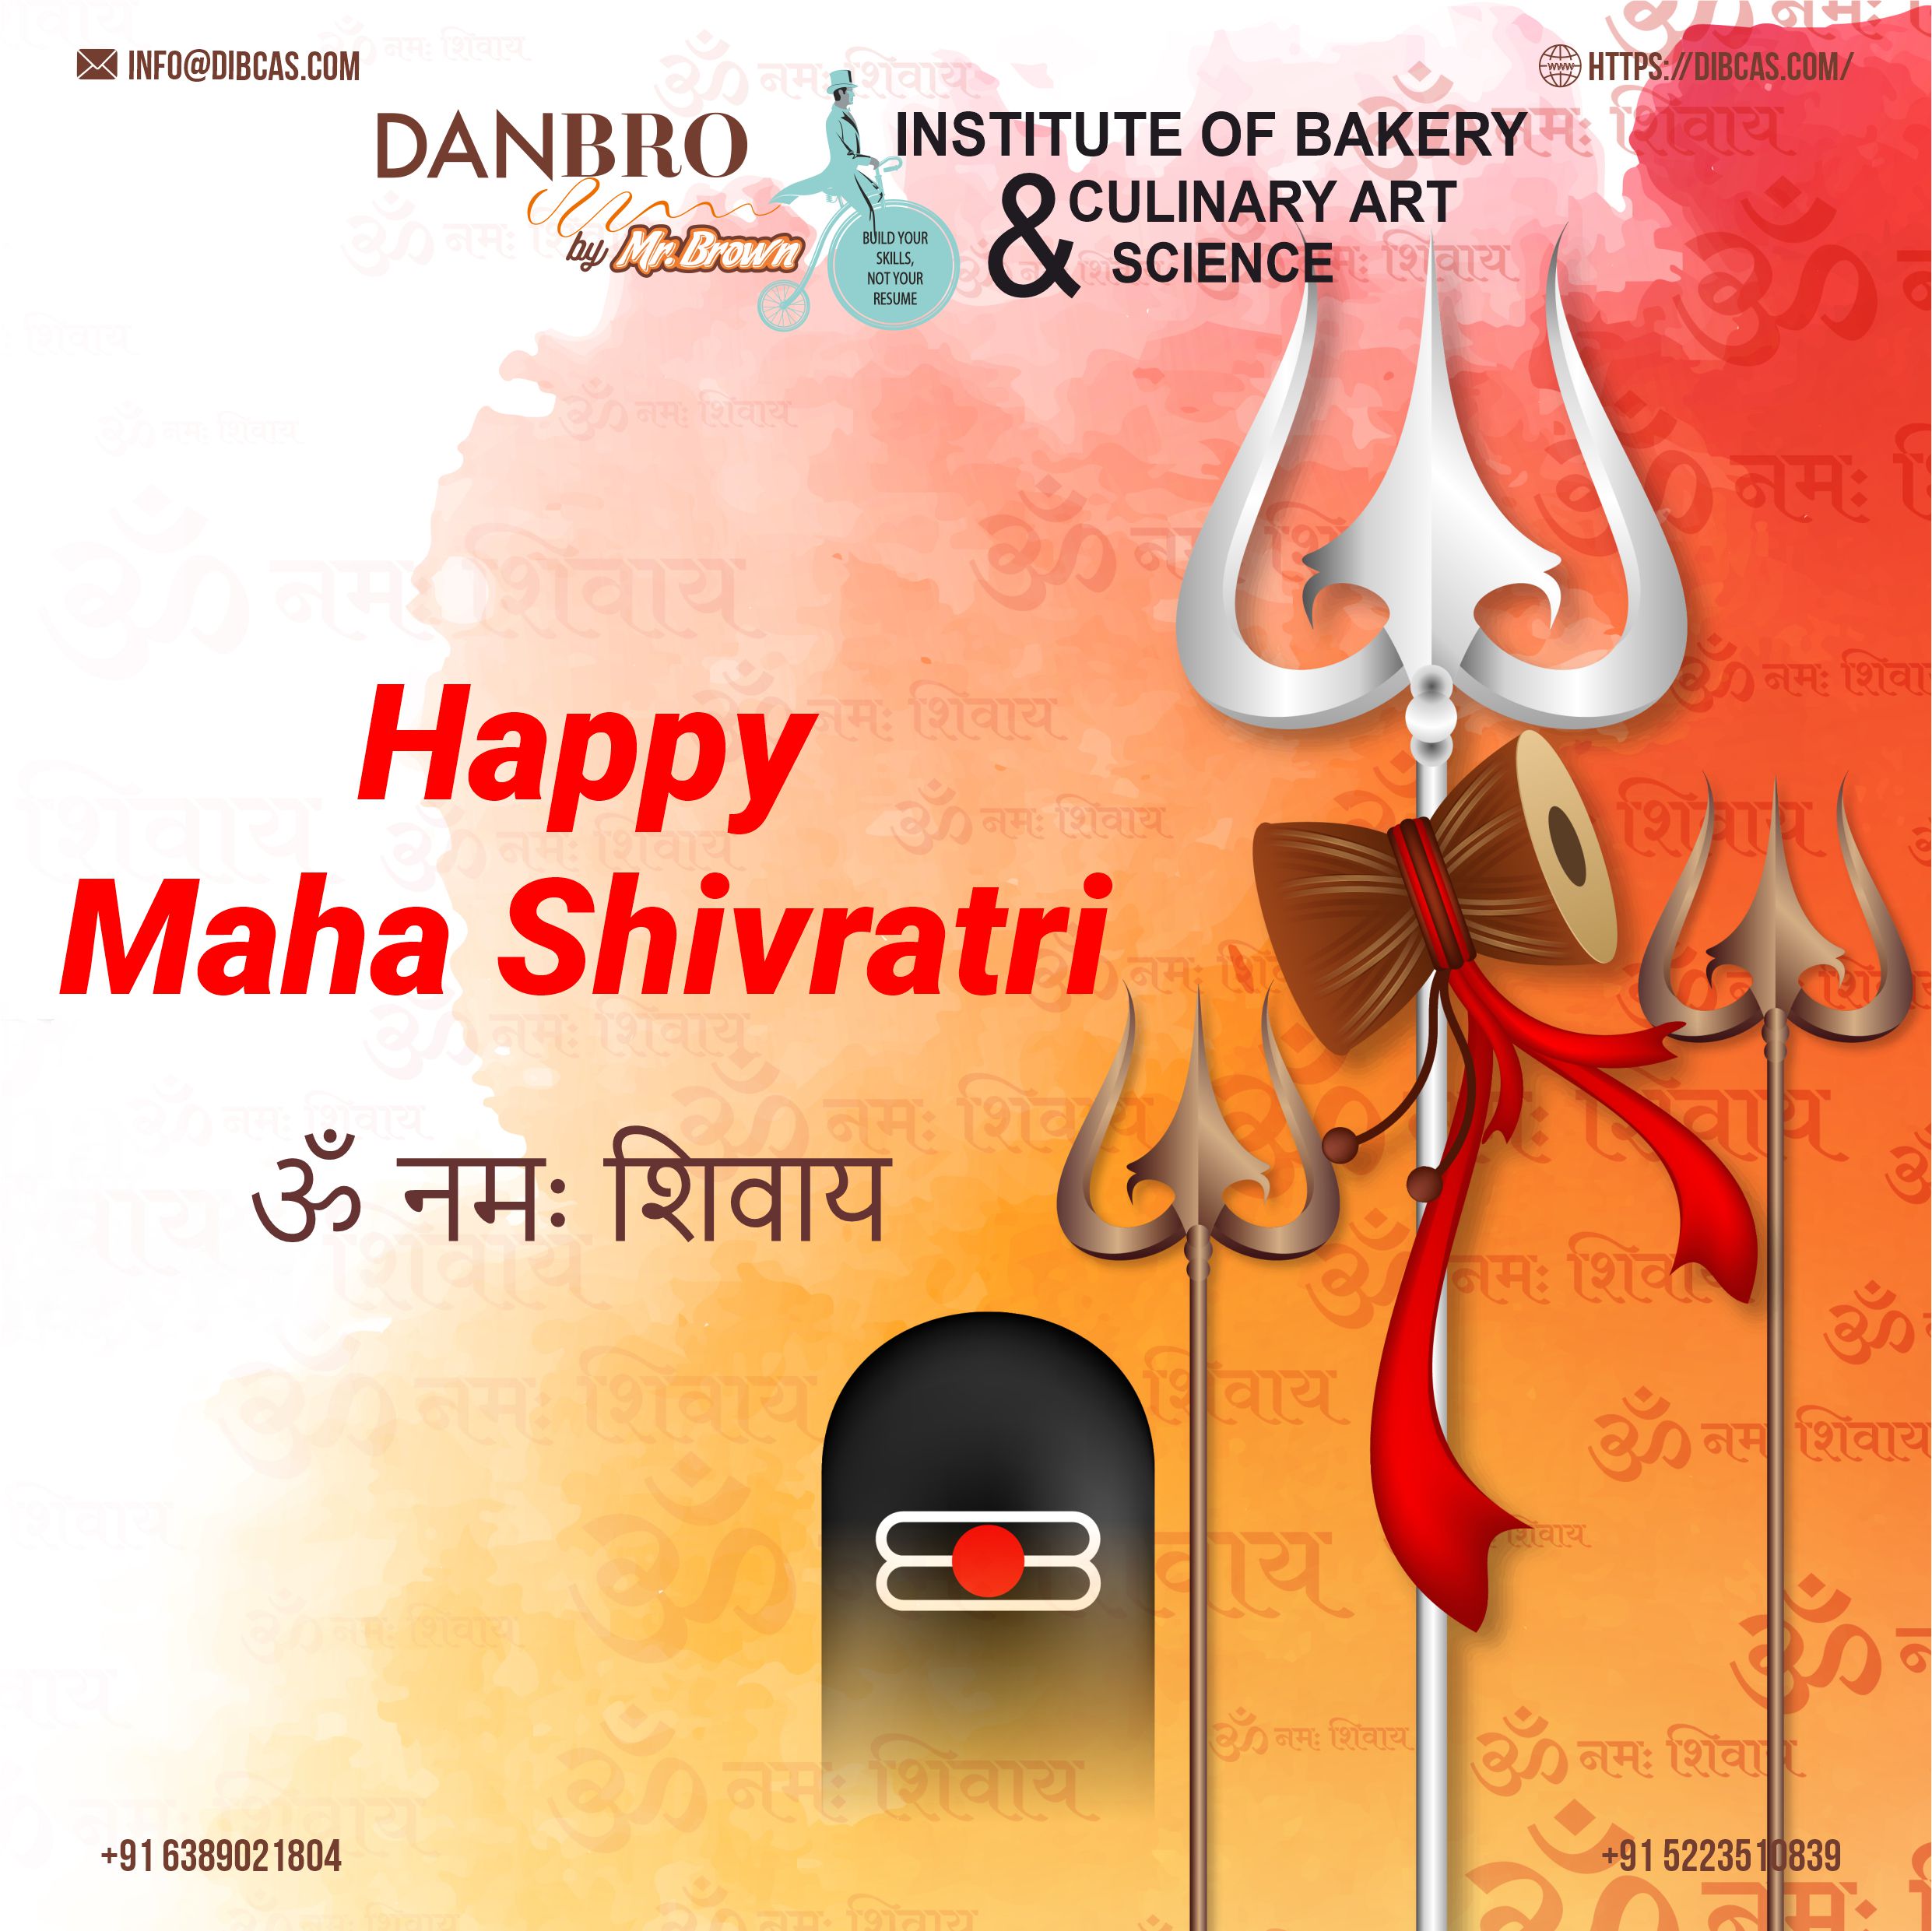 INFO@DIBCAS.COM
HTTPS://DIBCAS.COM/
DANBRO
by Mr. Brown
BUILD YOUR
SKILLS,
NOT YOUR
RESUME
INSTITUTE OF BAKERY
& CULINARY ART
SCIENCE
Happy
Maha Shivratri
ॐ नमः शिवाय
+91 6389021804
+91 5223510839